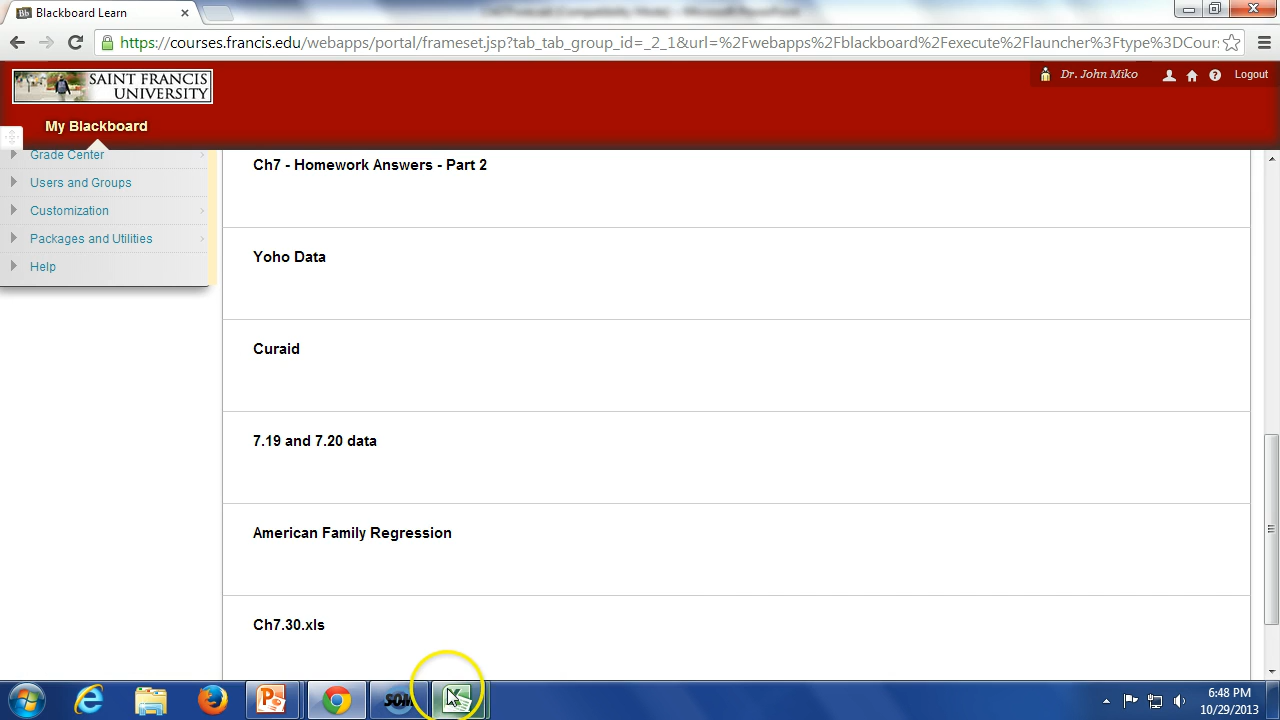 Blackboard Learn
https://courses.francis.edu/webapps/portal/frameset.jsp?tab_tab_group_id=_2_1&url=%2Fwebapps%2Fblackboard%2Fexecute%2Flauncher%3Ftype%3DCour
SAINT FRANCIS
UNIVERSITY
Dr. John Miko
Logout
My Blackboard
Grade Center
Users and Groups
Customization
Packages and Utilities
Help
Ch7 - Homework Answers - Part 2
Yoho Data
Curaid
7.19 and 7.20 data
American Family Regression
Ch7.30.xls
6:48 PM
10/29/2013